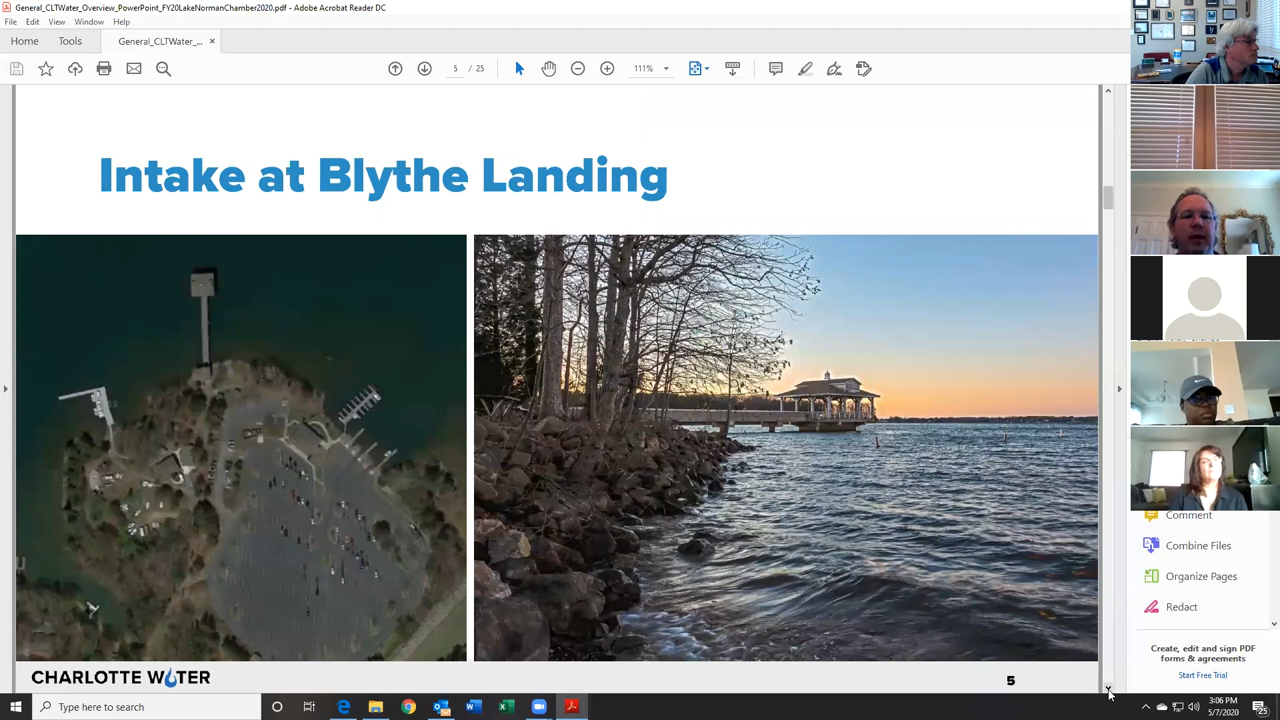 General_CLTWater_Overview_PowerPoint_FY20LakeNormanChamber2020.pdf - Adobe Acrobat Reader DC
File Edit View Window Help
Home Tools General_CLTWater_... ×
111%
Intake at Blythe Landing
CHARLOTTE WATER
5
Comment
Combine Files
Organize Pages
Redact
Create, edit and sign PDF
forms & agreements
Start Free Trial
Type here to search
3:06 PM
5/7/2020
25